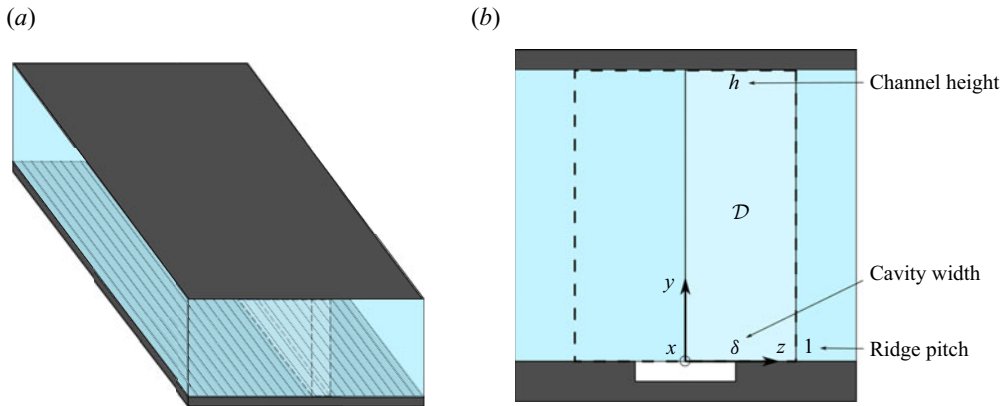 (a)
(b)
h
Channel height
𝒟
Cavity width
y
x
δ
z
1
Ridge pitch